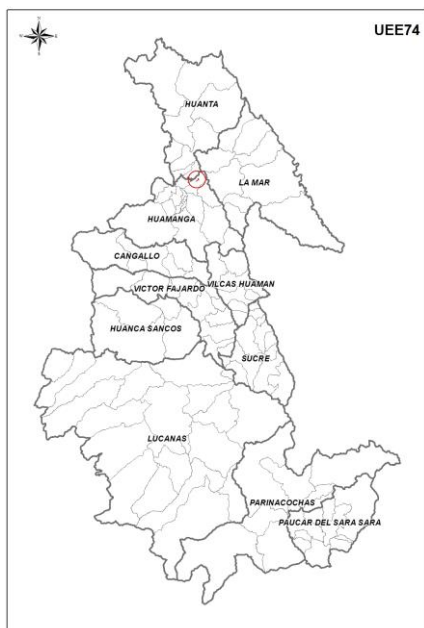 UEE74
HUANTA
LA MAR
HUAMANGA
CANGALLO
VICTOR FAJARDO
VILCAS HUAMAN
HUANCA SANCOS
SUCRE
LUCANAS
PARINACOCHAS
PAUCAR DEL SARA SARA